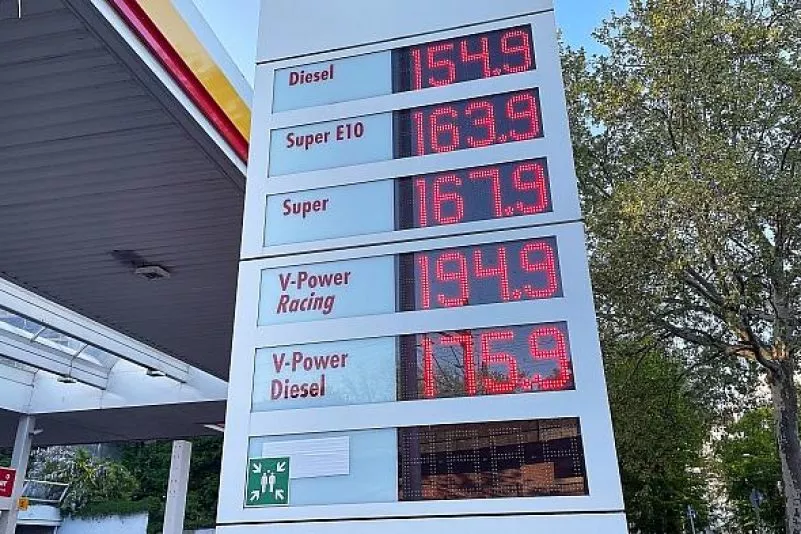 Diesel 154.9
Super E10 163.9
Super 167.9
V-Power
Racing 194.9
V-Power
Diesel 175.9